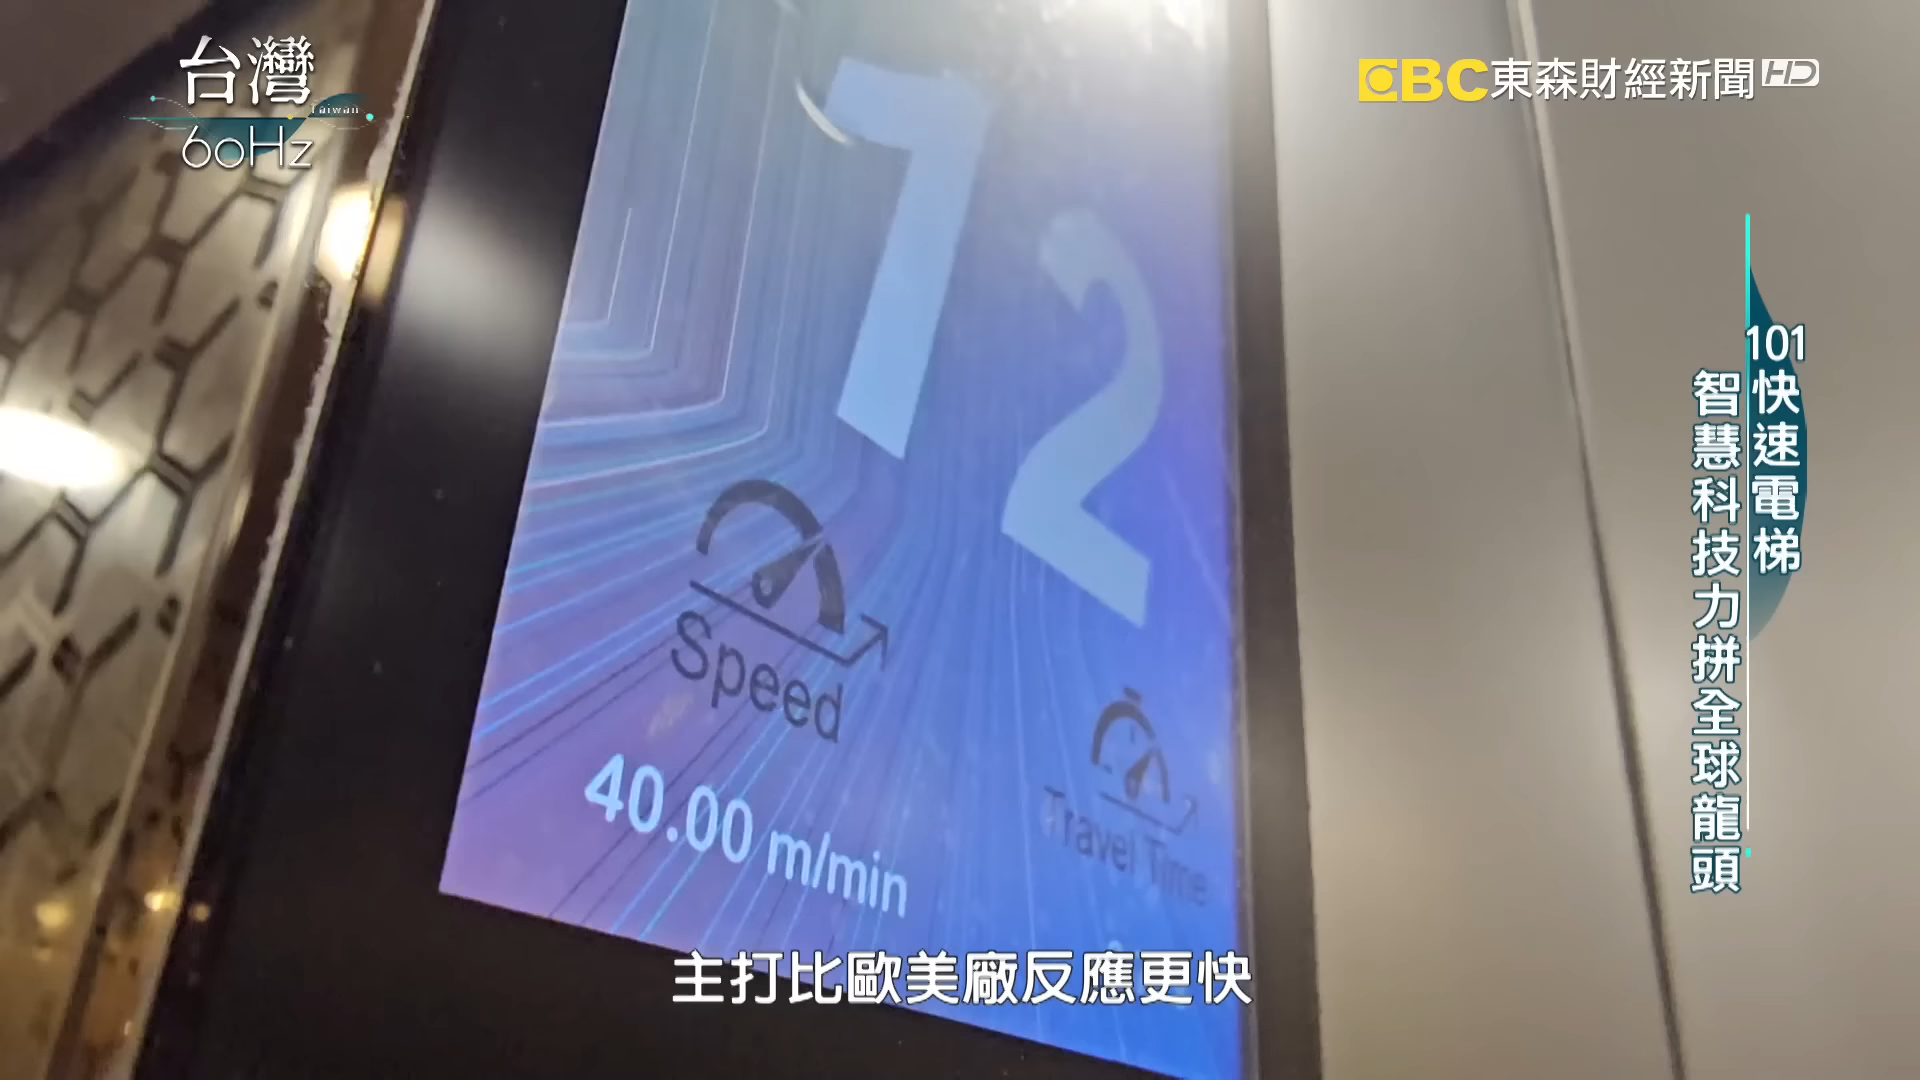 台灣
Taiwan
60Hz
EBC東森財經新聞HD
101快速電梯
智慧科技力拼全球龍頭
12
Speed
40.00 m/min
Travel Time
主打比歐美廠反應更快